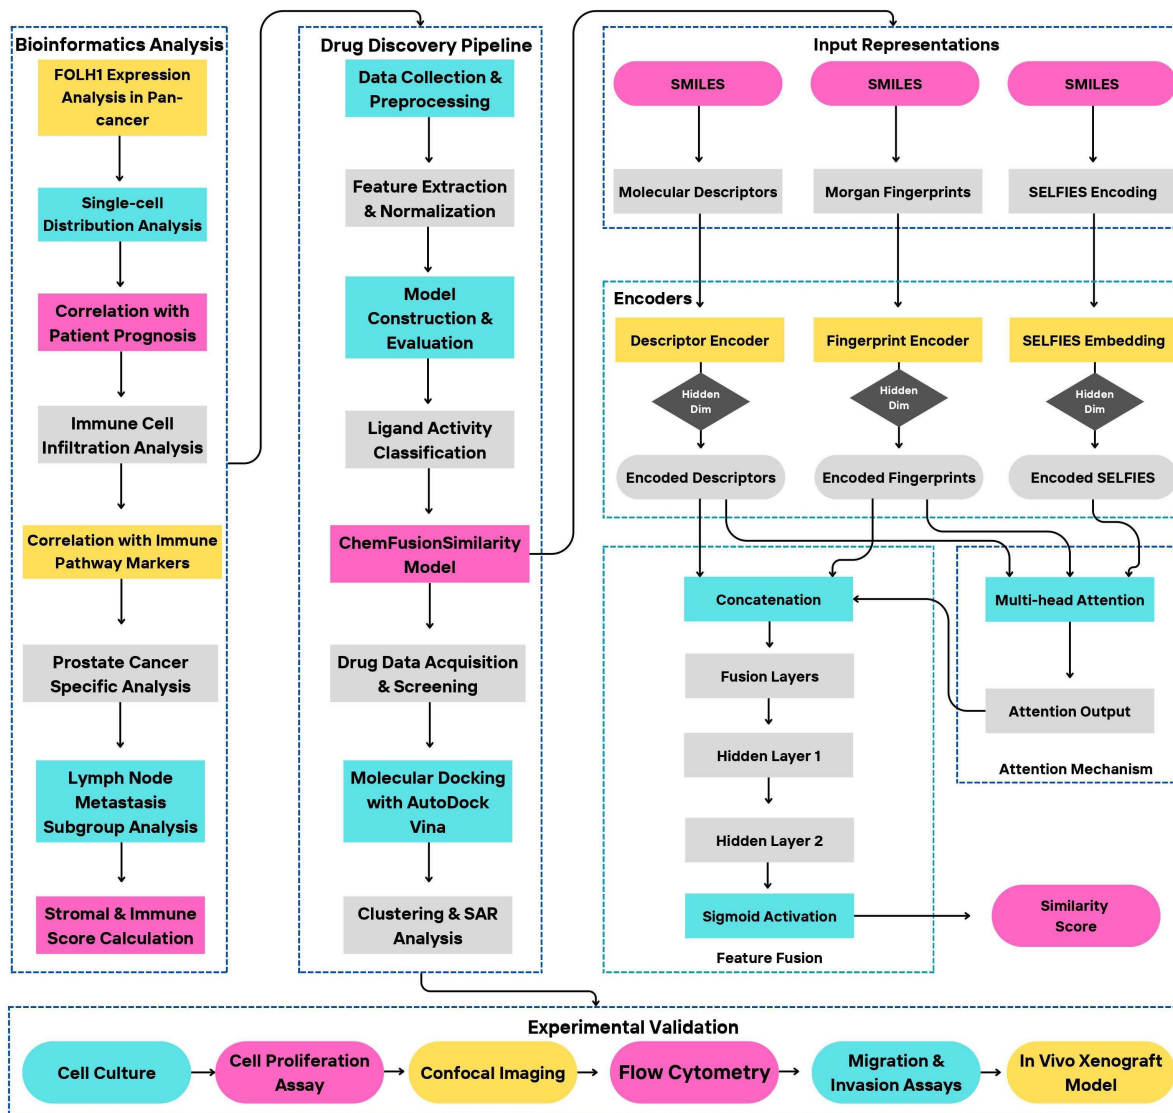 Bioinformatics Analysis
FOLH1 Expression
Analysis in Pan-
cancer
Single-cell
Distribution Analysis
Correlation with
Patient Prognosis
Immune Cell
Infiltration Analysis
Correlation with Immune
Pathway Markers
Prostate Cancer
Specific Analysis
Lymph Node
Metastasis
Subgroup Analysis
Stromal & Immune
Score Calculation
Drug Discovery Pipeline
Data Collection &
Preprocessing
Feature Extraction
& Normalization
Model
Construction &
Evaluation
Ligand Activity
Classification
ChemFusionSimilarity
Model
Drug Data Acquisition
& Screening
Molecular Docking
with AutoDock
Vina
Clustering & SAR
Analysis
Input Representations
SMILES
SMILES
SMILES
Molecular Descriptors
Morgan Fingerprints
SELFIES Encoding
Encoders
Descriptor Encoder
Fingerprint Encoder
SELFIES Embedding
Hidden
Dim
Hidden
Dim
Hidden
Dim
Encoded Descriptors
Encoded Fingerprints
Encoded SELFIES
Concatenation
Fusion Layers
Hidden Layer 1
Hidden Layer 2
Sigmoid Activation
Feature Fusion
Multi-head Attention
Attention Output
Attention Mechanism
Similarity
Score
Experimental Validation
Cell Culture
Cell Proliferation
Assay
Confocal Imaging
Flow Cytometry
Migration &
Invasion Assays
In Vivo Xenograft
Model